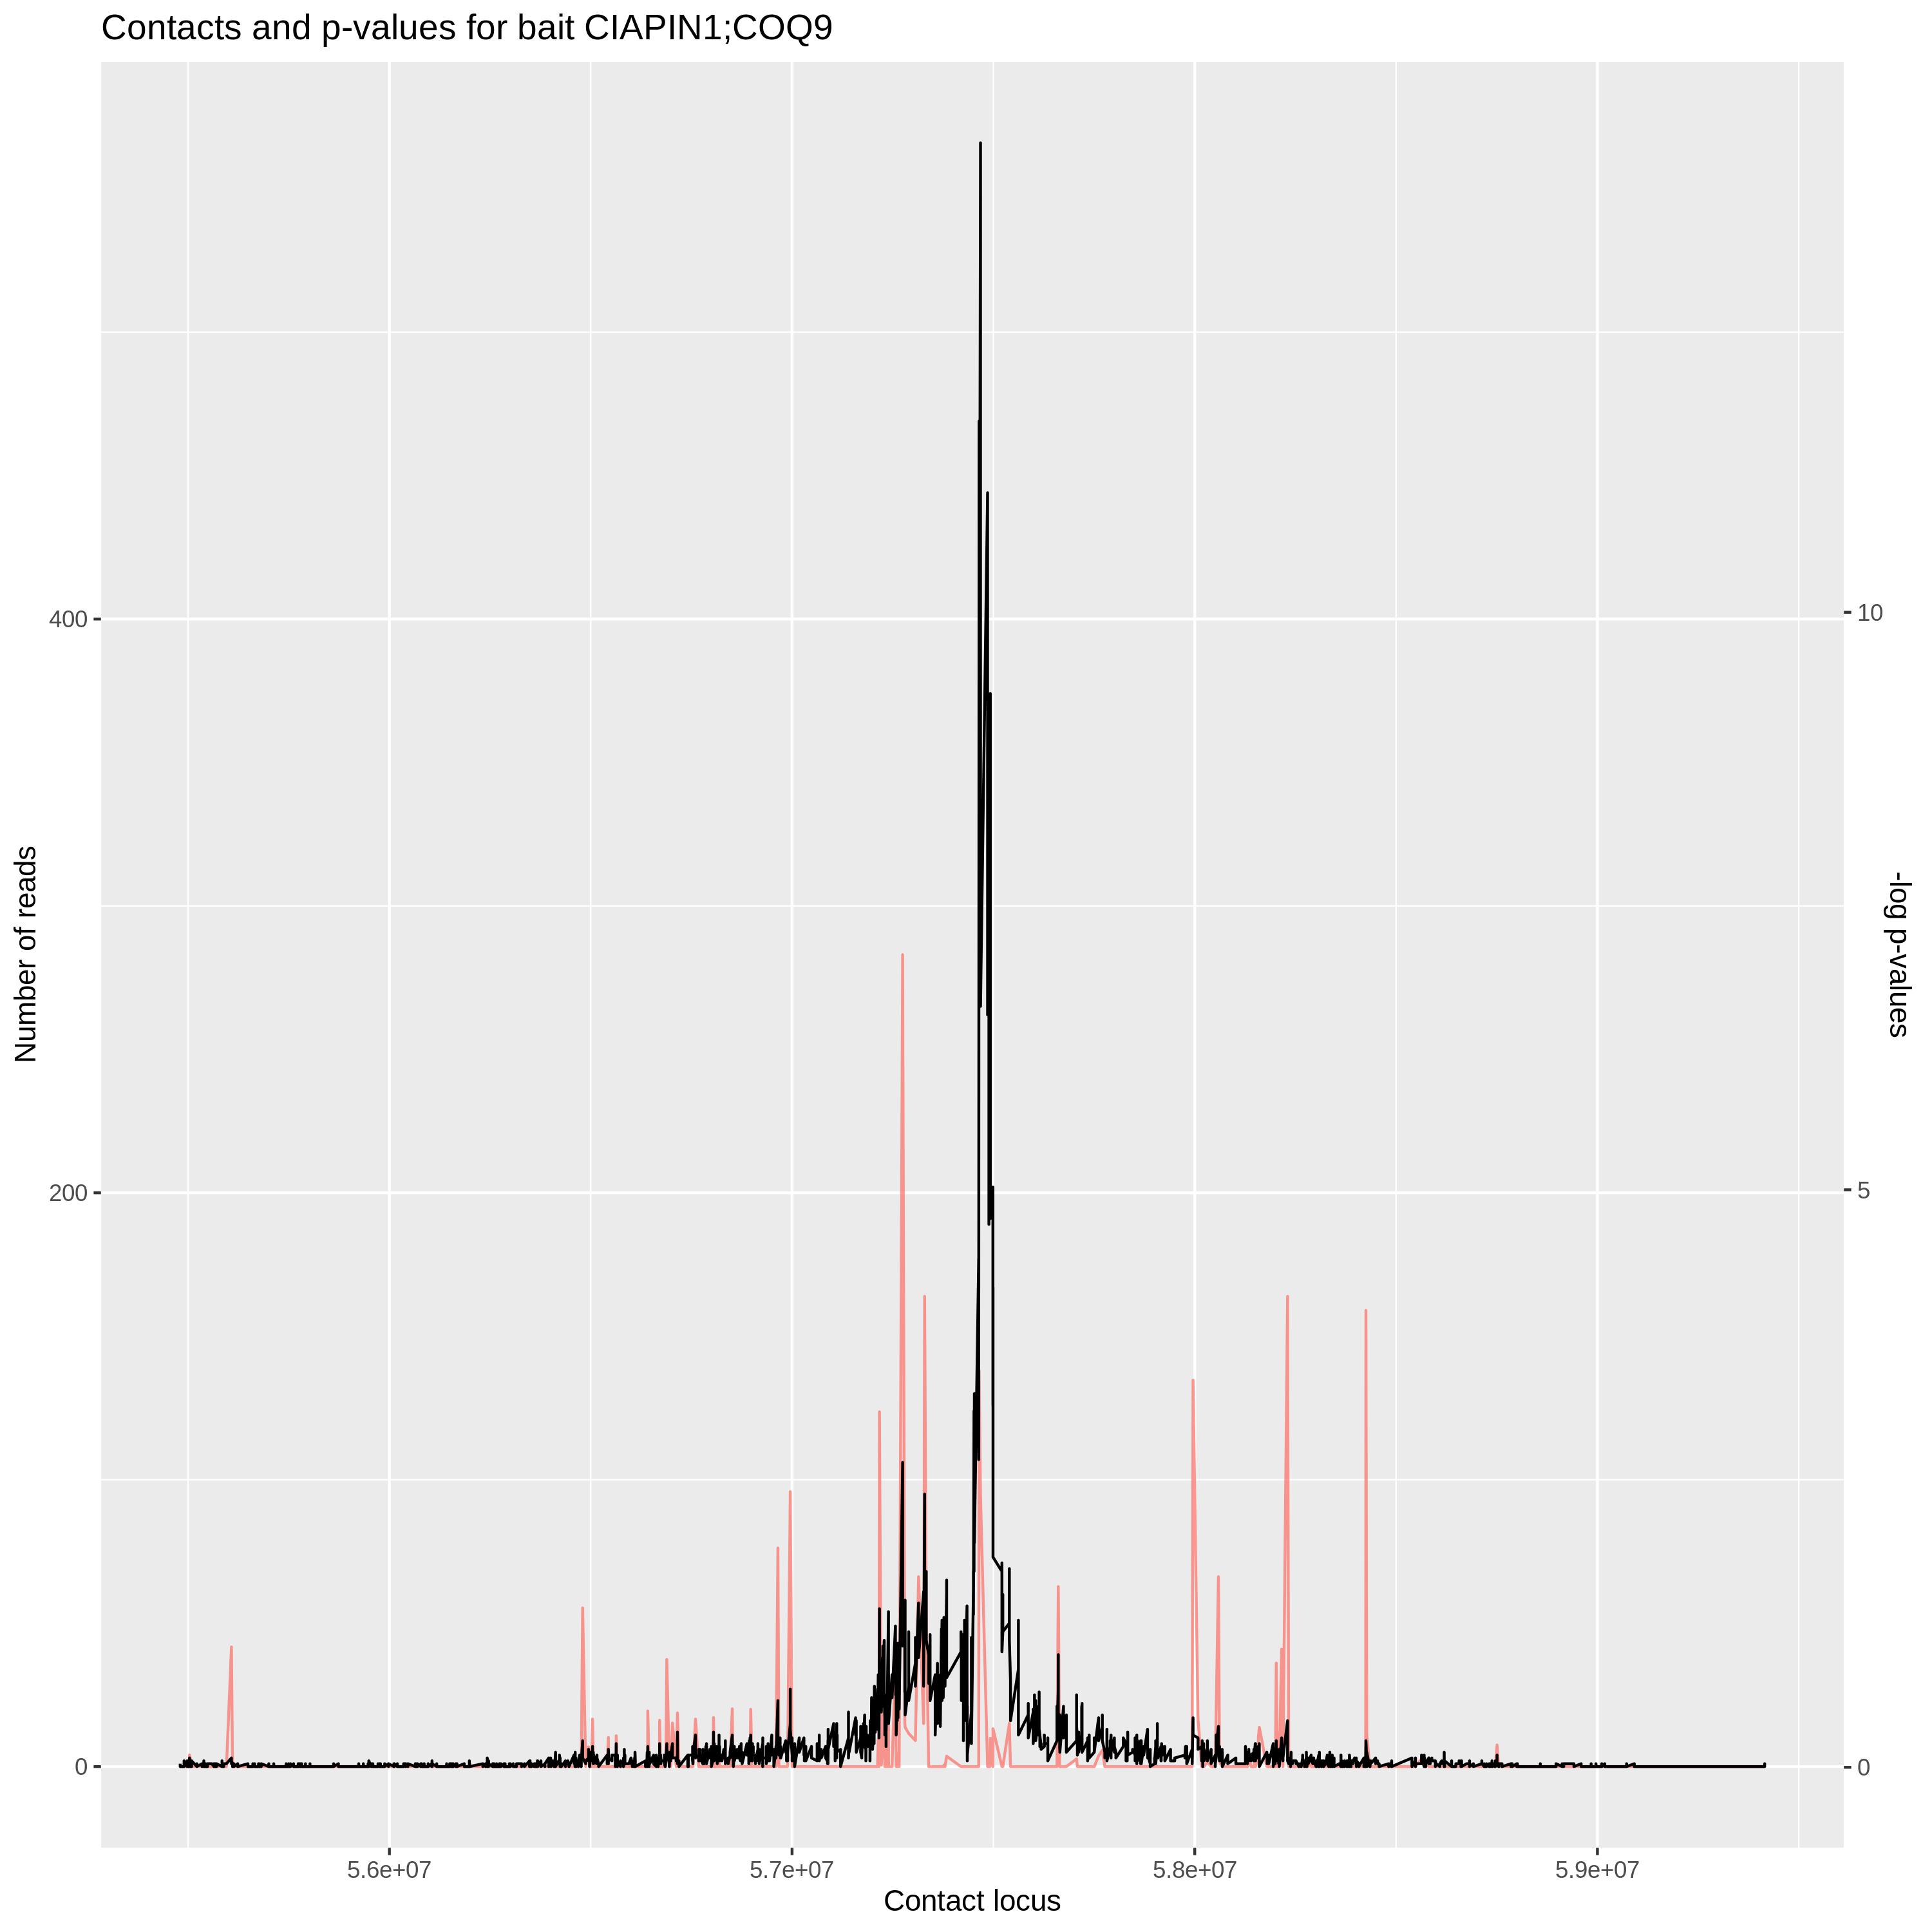 Contacts and p-values for bait CIAPIN1;COQ9
Number of reads
400
200
0
10
5
0
-log p-values
5.6e+07
5.7e+07
5.8e+07
5.9e+07
Contact locus